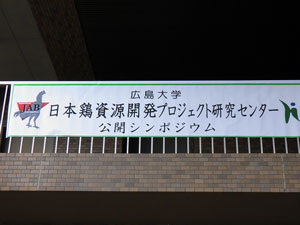 広島大学
JAB
日本鶏資源開発プロジェクト研究センター
公開シンポジウム